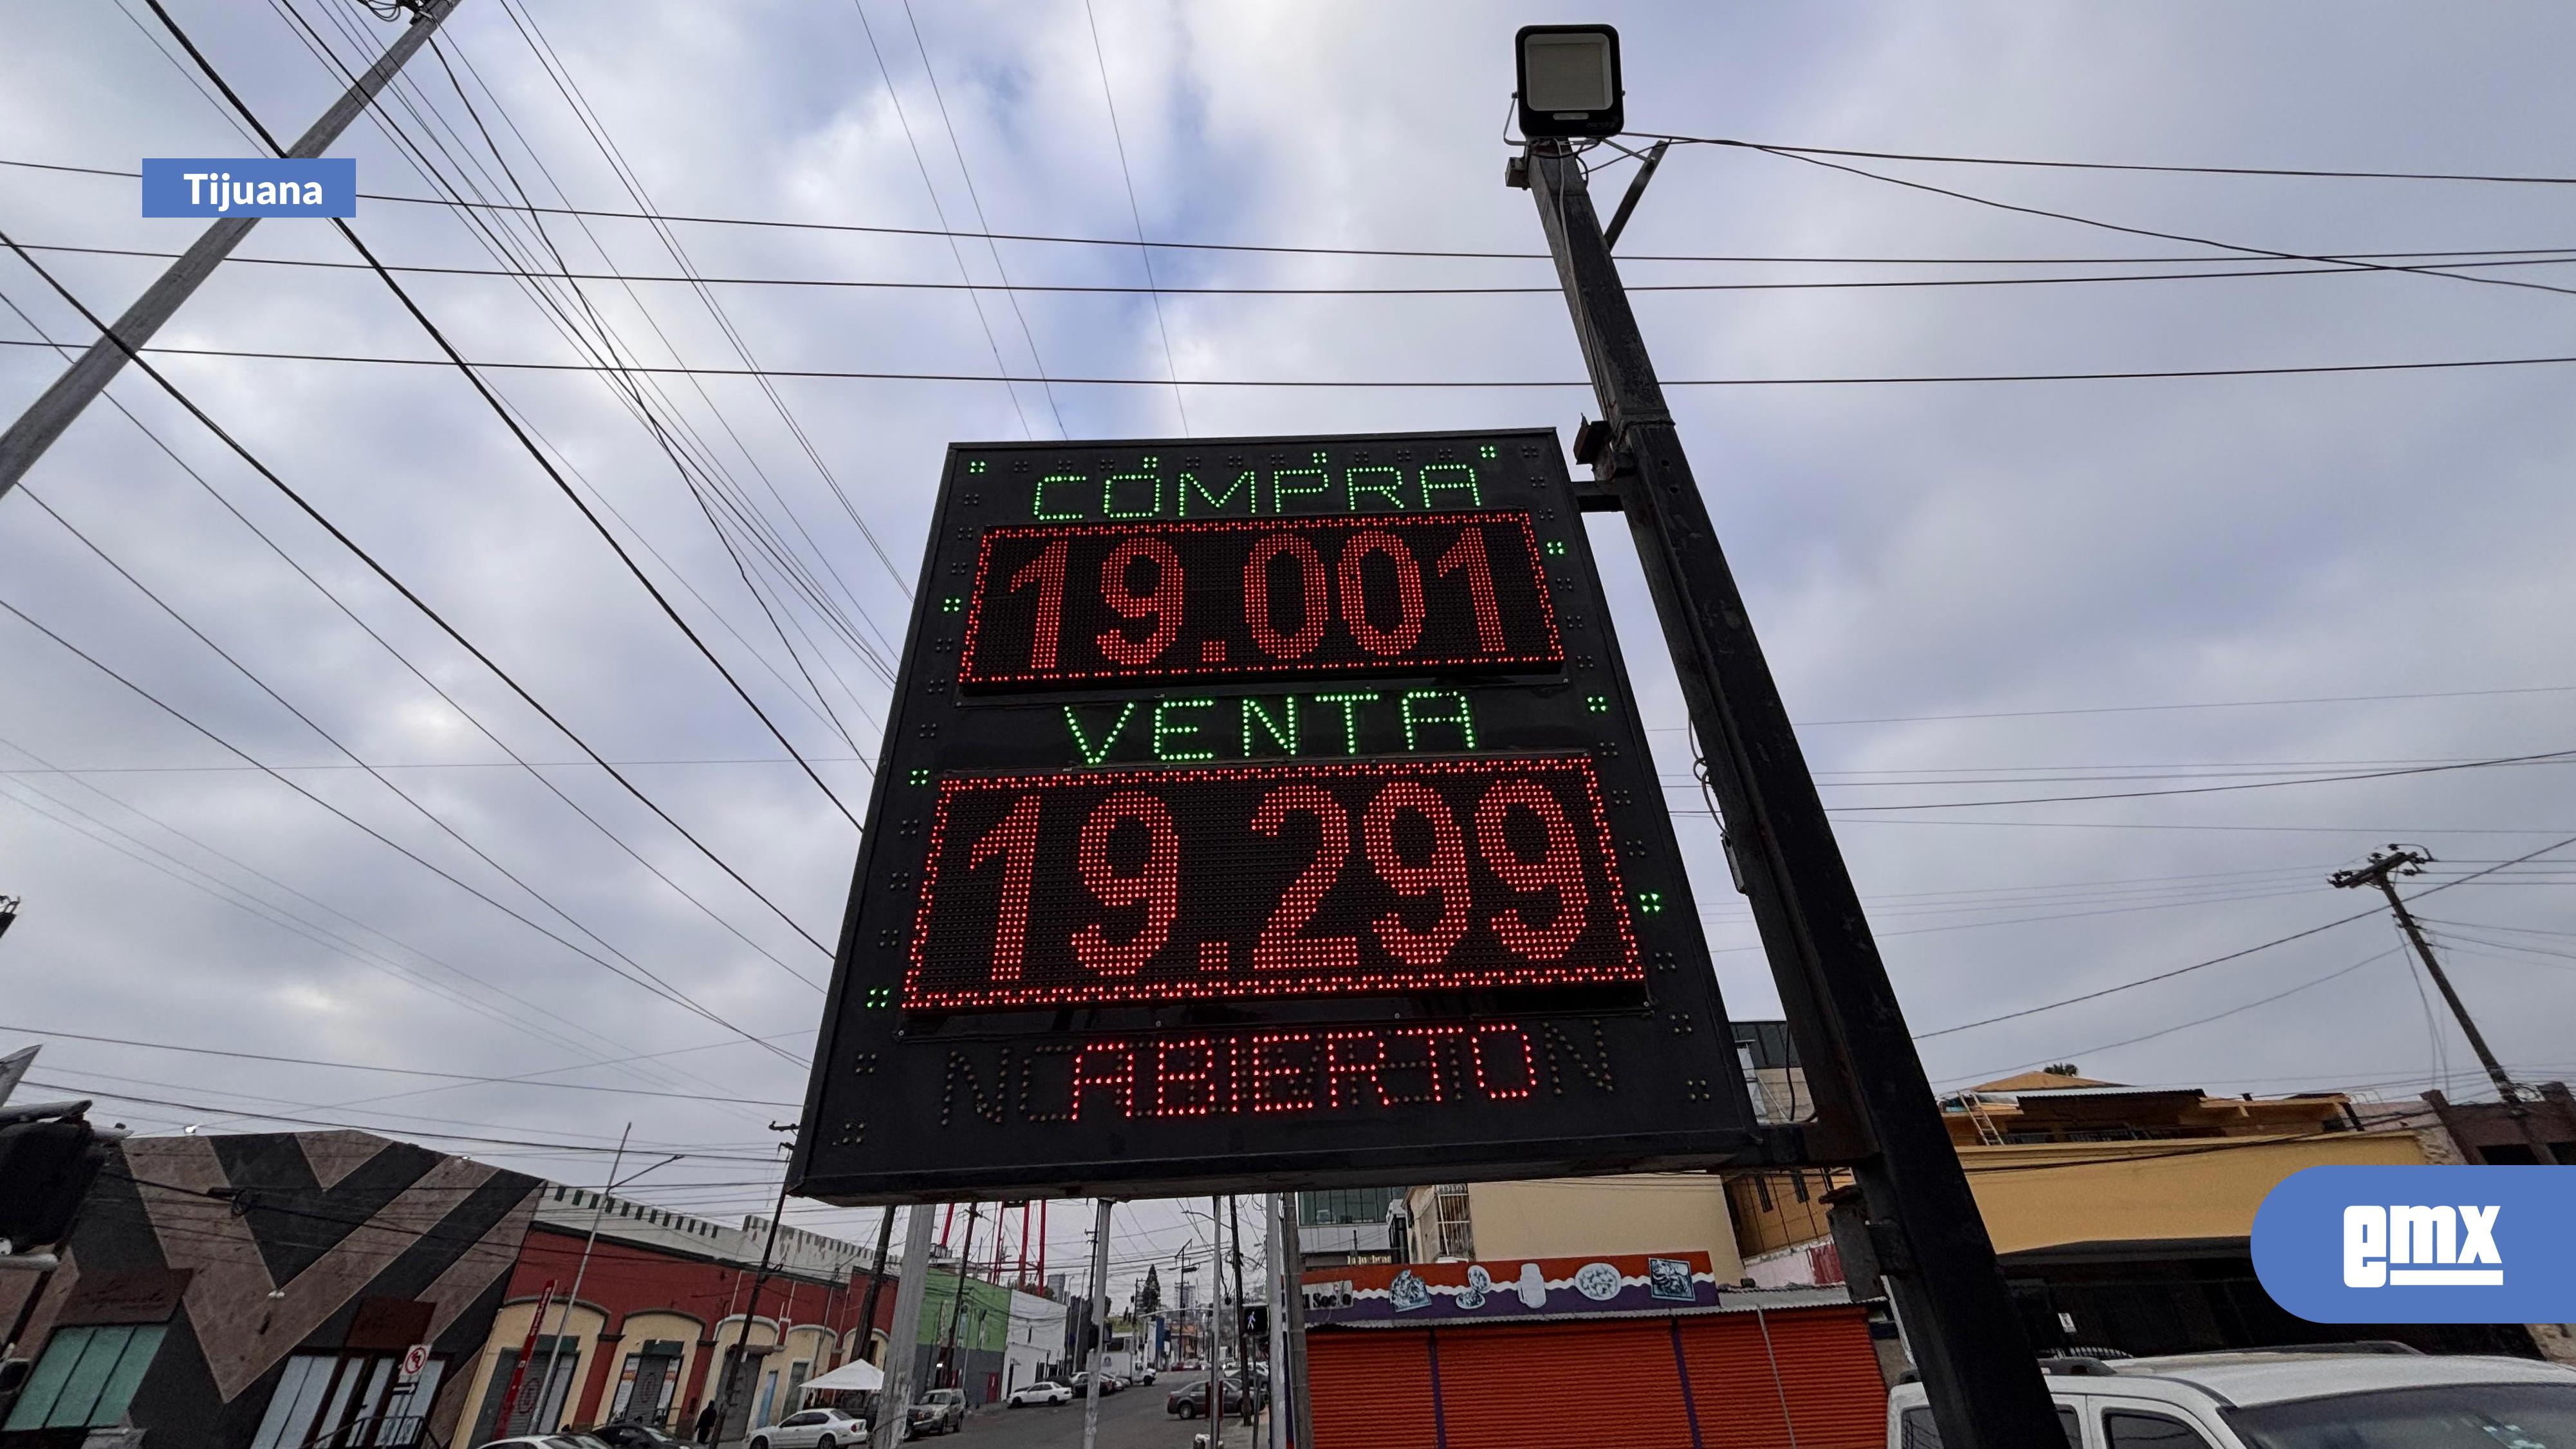 Tijuana
COMPRA
19.001
VENTA
19.299
ABIERTO
emx